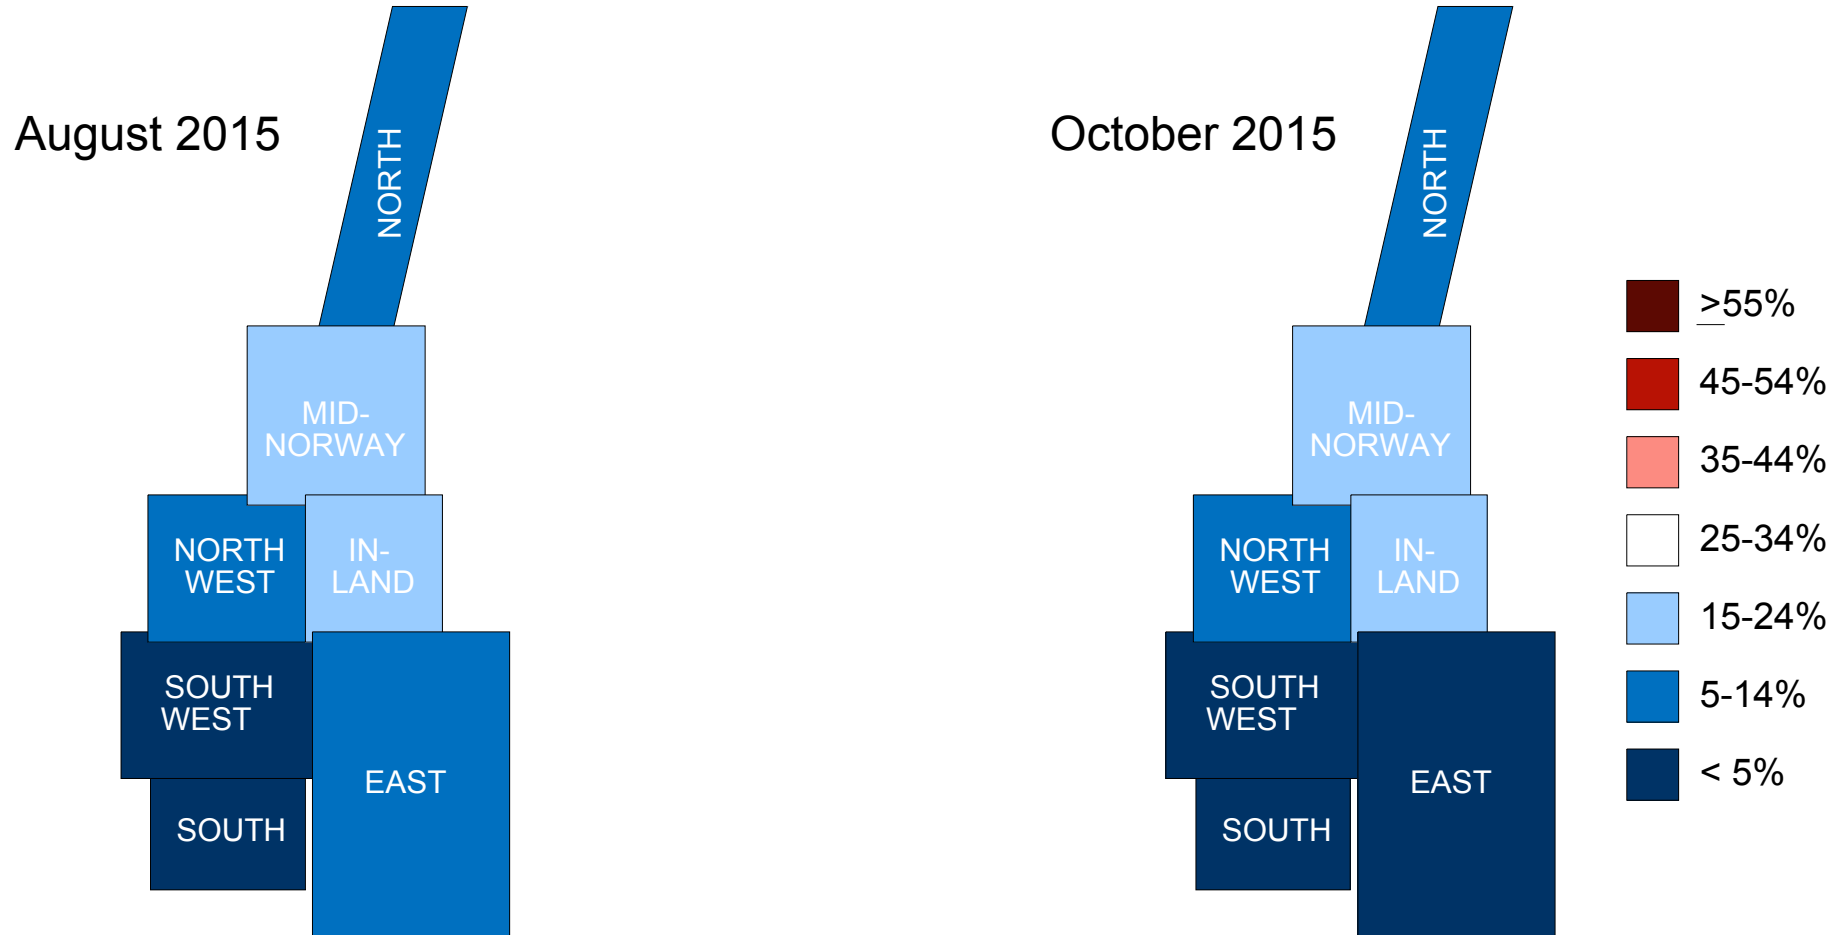 August 2015
NORTH
MID-
NORWAY
NORTH
WEST
IN-
LAND
SOUTH
WEST
EAST
SOUTH
October 2015
NORTH
MID-
NORWAY
NORTH
WEST
IN-
LAND
SOUTH
WEST
EAST
SOUTH
>55%
45-54%
35-44%
25-34%
15-24%
5-14%
< 5%